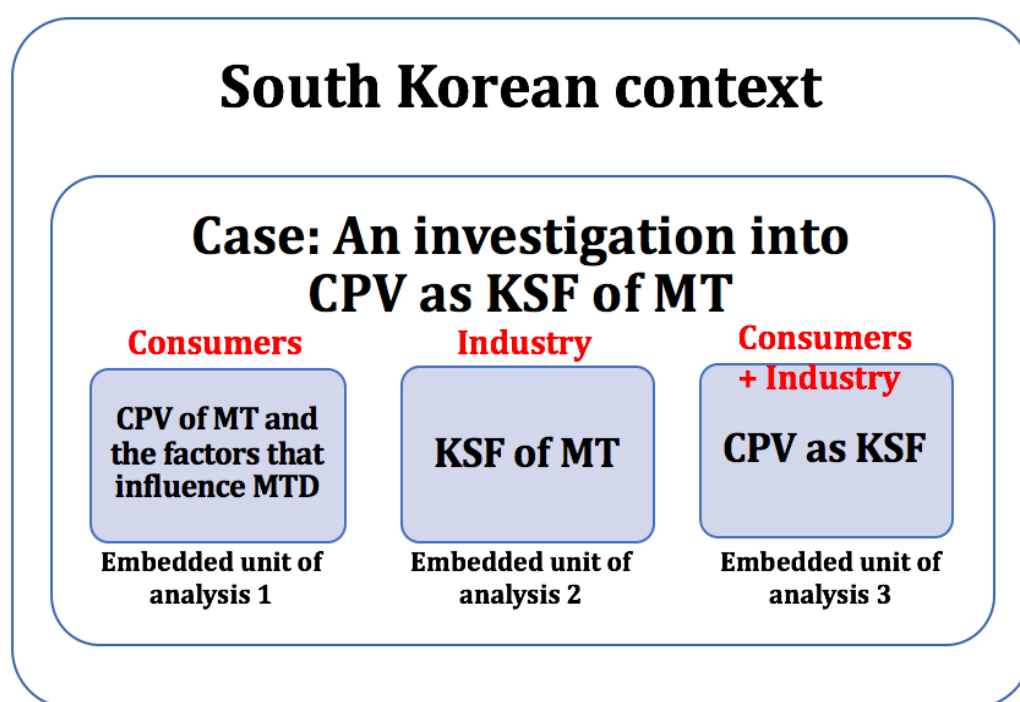 South Korean context
Case: An investigation into
CPV as KSF of MT
Consumers
CPV of MT and
the factors that
influence MTD
Embedded unit of
analysis 1
Industry
KSF of MT
Embedded unit of
analysis 2
Consumers
+ Industry
CPV as KSF
Embedded unit of
analysis 3